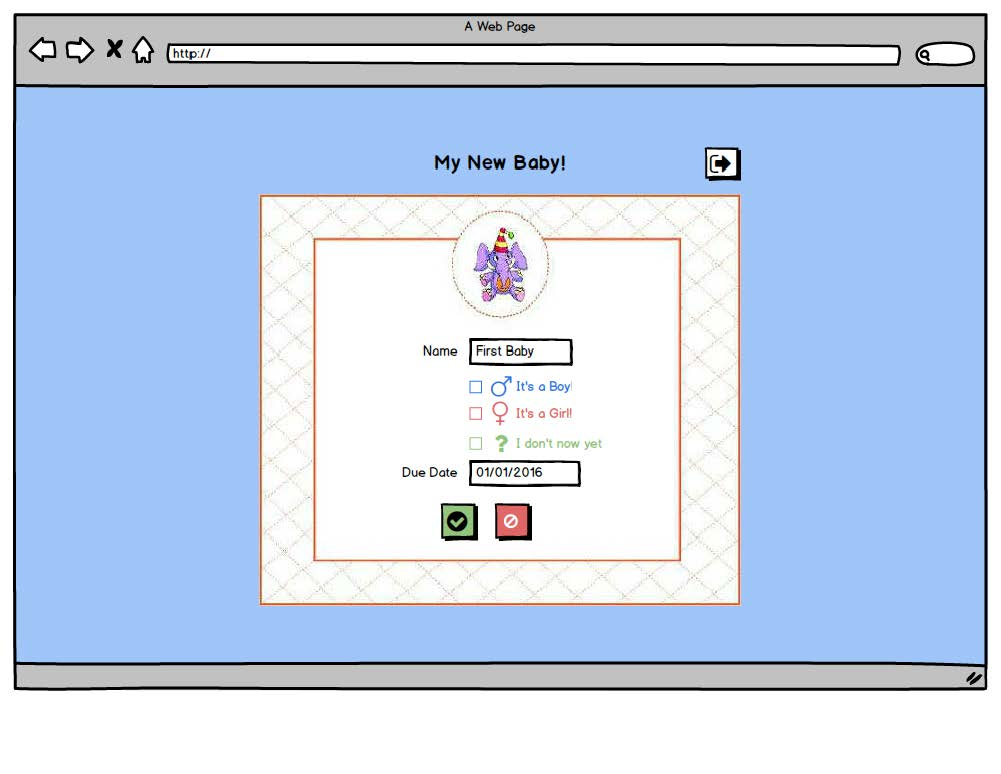 A Web Page
http://
My New Baby!
Name First Baby
It's a Boy!
It's a Girl!
? I don't now yet
Due Date 01/01/2016